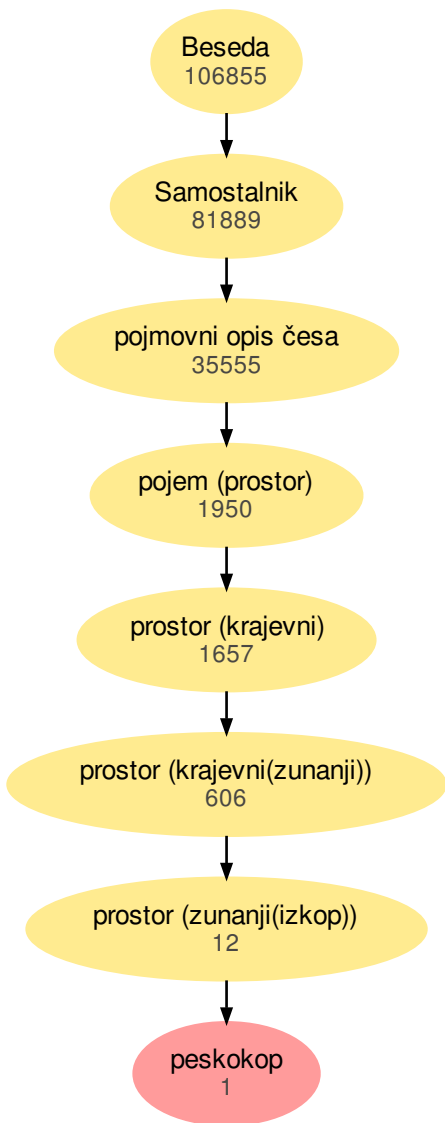 Beseda
106855
Samostalnik
81889
pojmovni opis česa
35555
pojem (prostor)
1950
prostor (krajevni)
1657
prostor (krajevni(zunanji))
606
prostor (zunanji(izkop))
12
peskokop
1